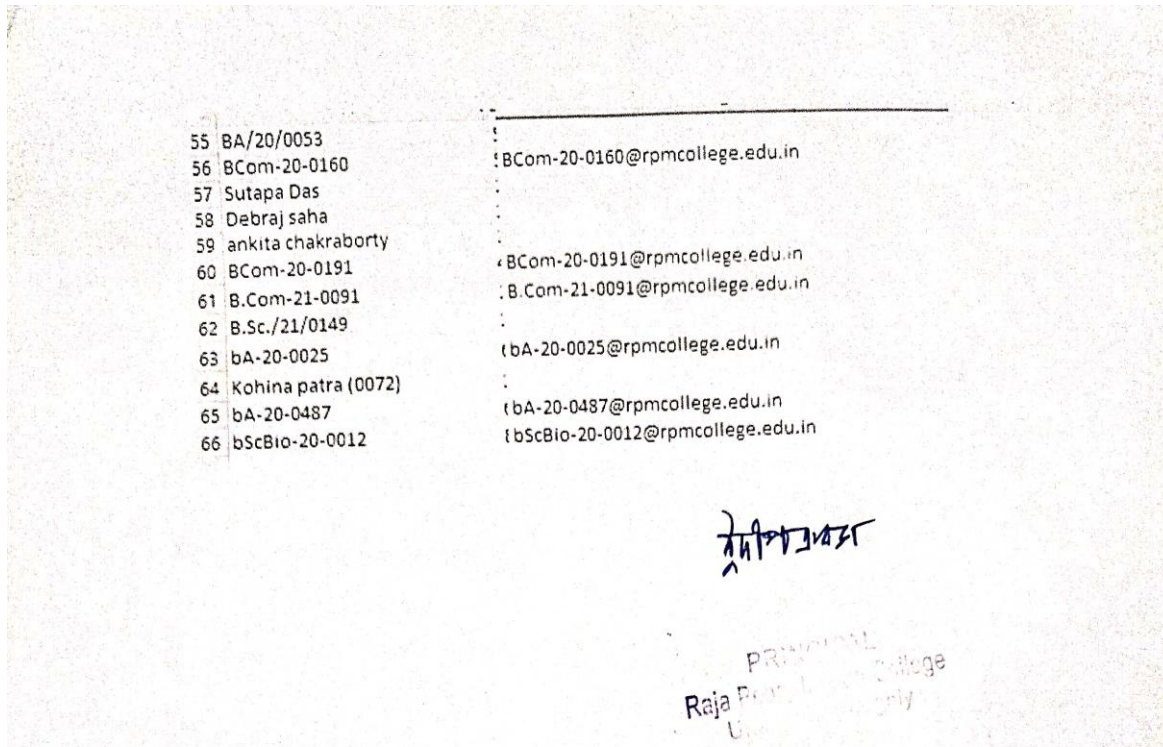 55 BA/20/0053
56 BCom-20-0160 BCom-20-0160@rpmcollege.edu.in
57 Sutapa Das
58 Debraj saha
59 ankita chakraborty
60 BCom-20-0191 BCom-20-0191@rpmcollege.edu.in
61 B.Com-21-0091 B.Com-21-0091@rpmcollege.edu.in
62 B.Sc./21/0149
63 bA-20-0025 bA-20-0025@rpmcollege.edu.in
64 Kohina patra (0072)
65 bA-20-0487 bA-20-0487@rpmcollege.edu.in
66 bScBio-20-0012 bScBio-20-0012@rpmcollege.edu.in
PRINCIPAL
Raja College